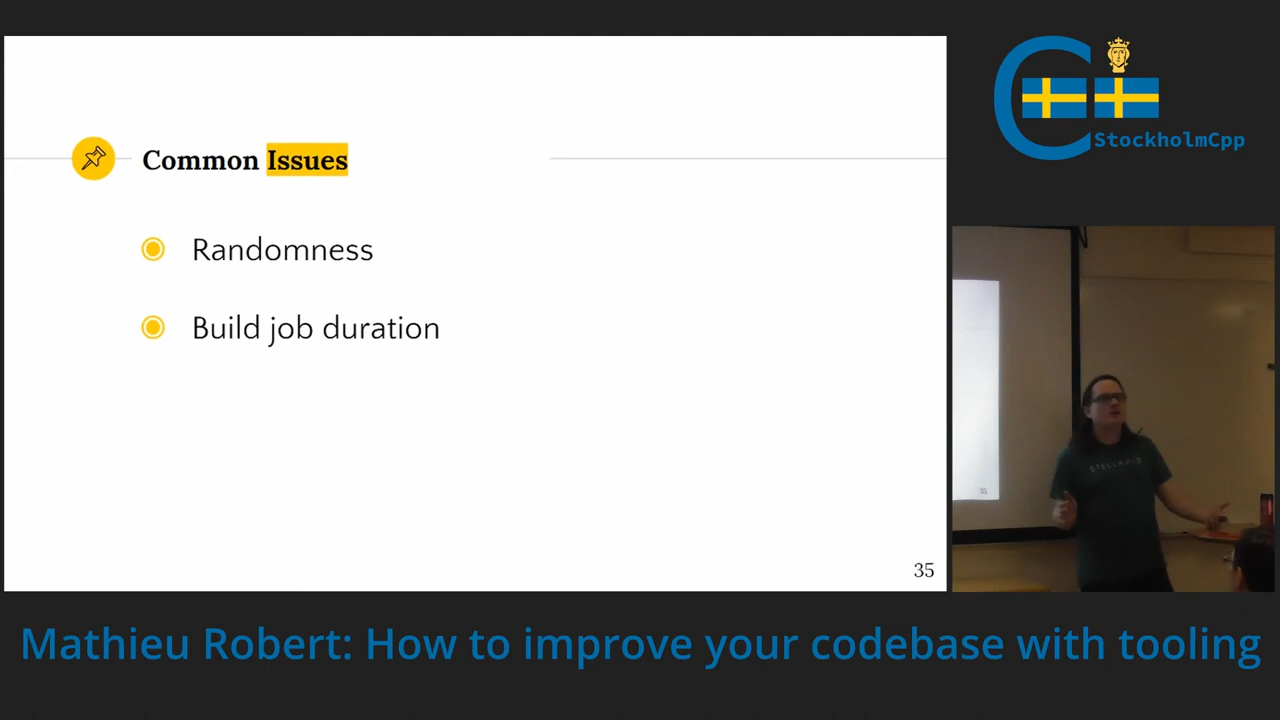 Common Issues
Randomness
Build job duration
35
StockholmCpp
Mathieu Robert: How to improve your codebase with tooling